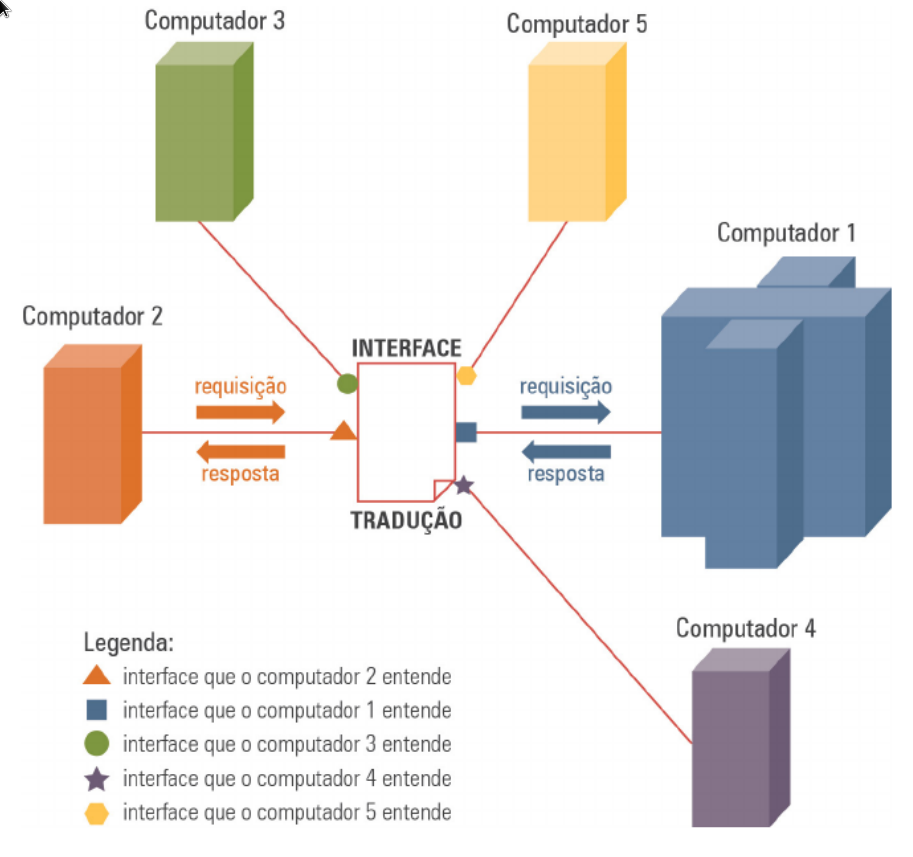 Computador 3
Computador 5
Computador 1
Computador 2
INTERFACE
requisição
requisição
resposta
resposta
TRADUÇÃO
Computador 4
Legenda:
interface que o computador 2 entende
interface que o computador 1 entende
interface que o computador 3 entende
interface que o computador 4 entende
interface que o computador 5 entende